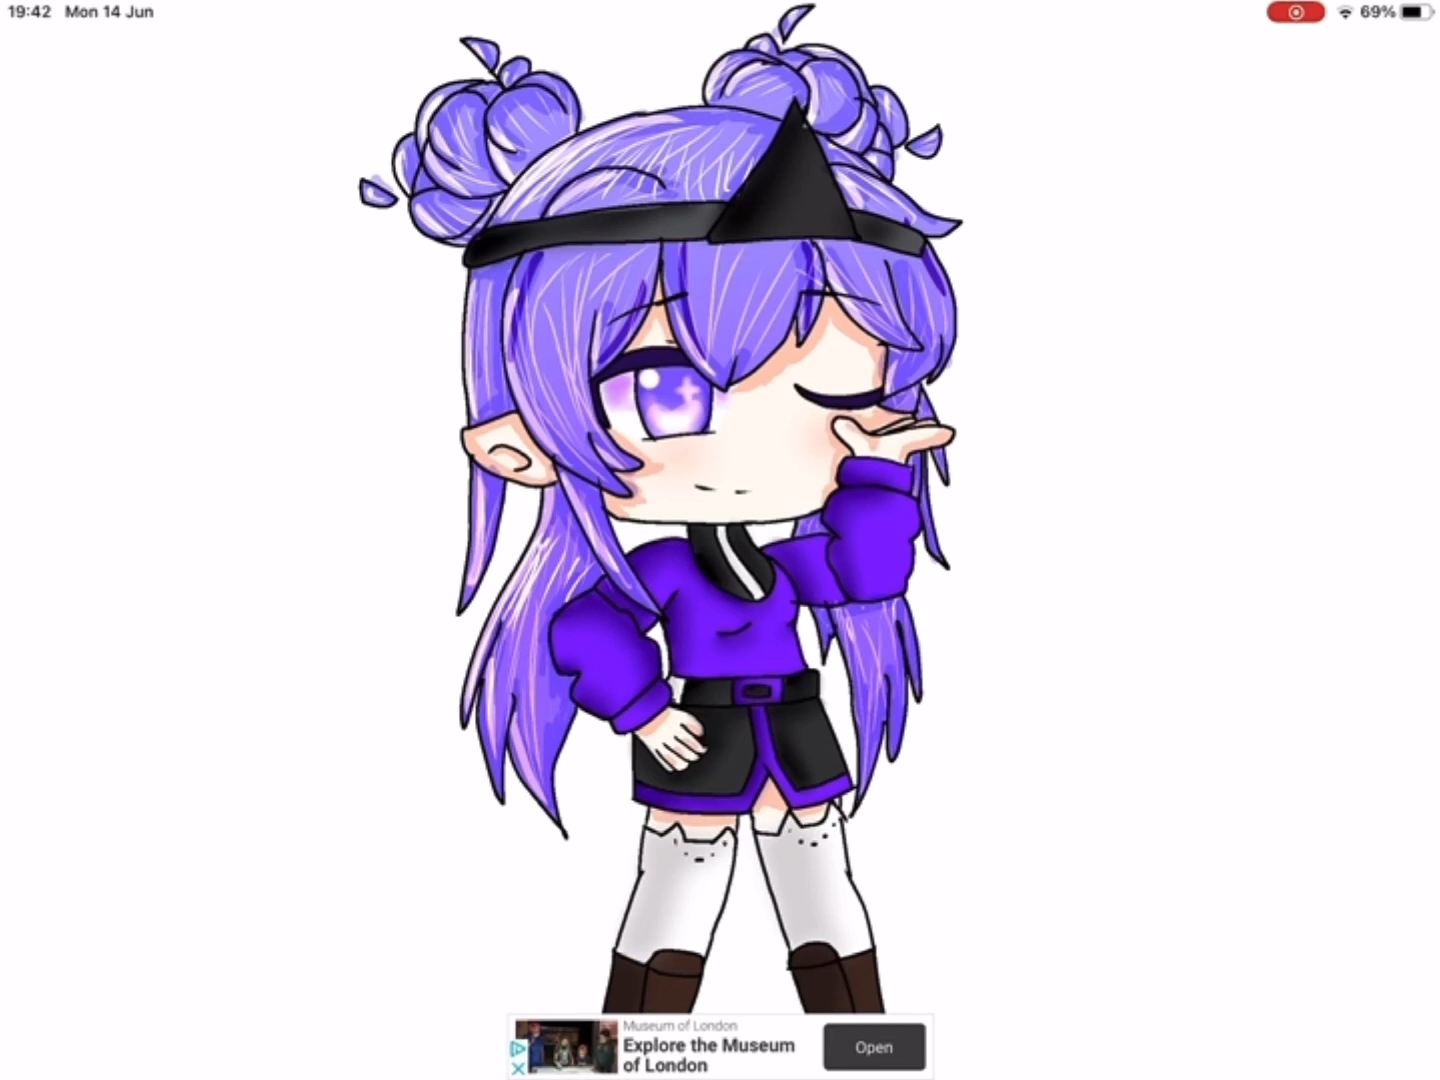 19:42 Mon 14 Jun
69%
Museum of London
Explore the Museum
of London
Open